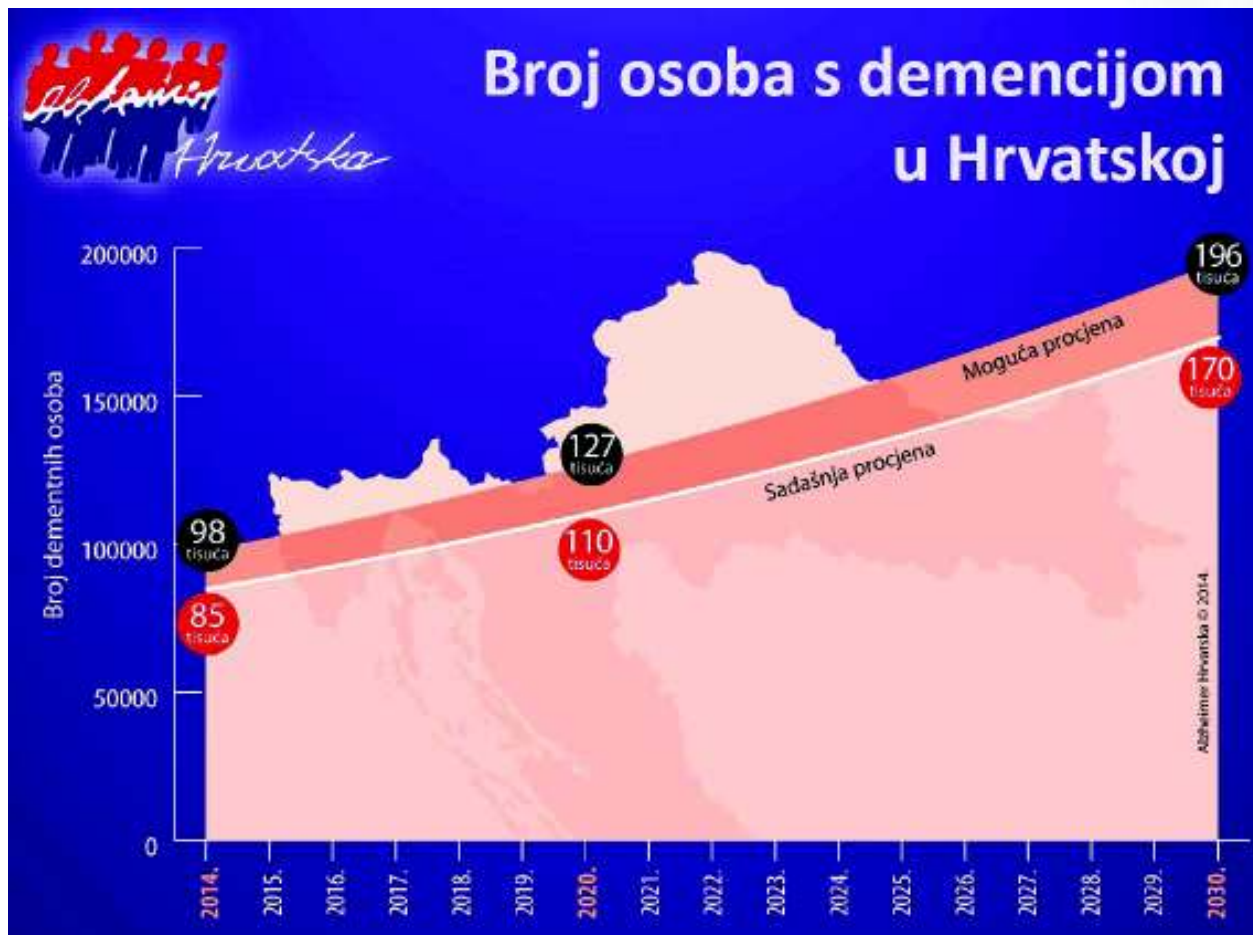 Alzheimer
Hrvatska
Broj osoba s demencijom
u Hrvatskoj
Broj dementnih osoba
200000
150000
100000
50000
0
98
tisuća
85
tisuća
127
tisuća
110
tisuća
196
tisuća
170
tisuća
Moguća procjena
Sadašnja procjena
Alzheimer Hrvatska © 2014.
2014.
2015.
2016.
2017.
2018.
2019.
2020.
2021.
2022.
2023.
2024.
2025.
2026.
2027.
2028.
2029.
2030.